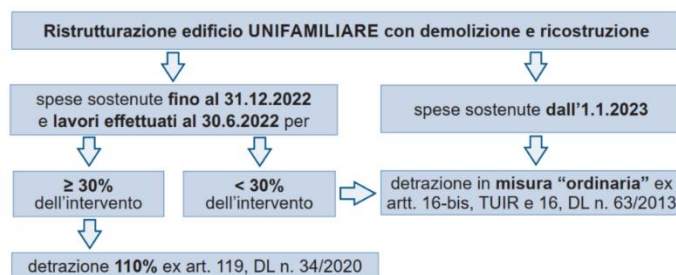 Ristrutturazione edificio UNIFAMILIARE con demolizione e ricostruzione
spese sostenute fino al 31.12.2022
e lavori effettuati al 30.6.2022 per
spese sostenute dall'1.1.2023
≥ 30%
dell'intervento
< 30%
dell'intervento
detrazione in misura “ordinaria” ex
artt. 16-bis, TUIR e 16, DL n. 63/2013
detrazione 110% ex art. 119, DL n. 34/2020